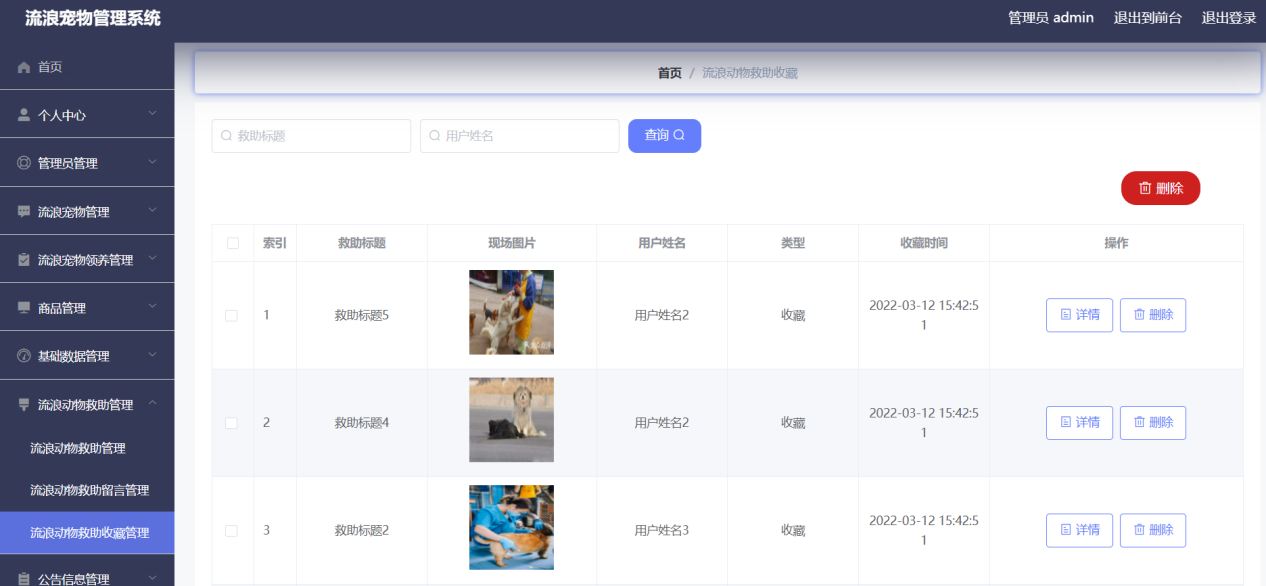 流浪宠物管理系统
管理员 admin 退出到前台 退出登录
首页
个人中心
管理员管理
流浪宠物管理
流浪宠物领养管理
商品管理
基础数据管理
流浪动物救助管理
流浪动物救助管理
流浪动物救助留言管理
流浪动物救助收藏管理
公告信息管理
首页 / 流浪动物救助收藏
救助标题 用户姓名 查询
删除
索引 救助标题 现场图片 用户姓名 类型 收藏时间 操作
1 救助标题5 用户姓名2 收藏 2022-03-12 15:42:5
1 详情 删除
2 救助标题4 用户姓名2 收藏 2022-03-12 15:42:5
1 详情 删除
3 救助标题2 用户姓名3 收藏 2022-03-12 15:42:5
1 详情 删除